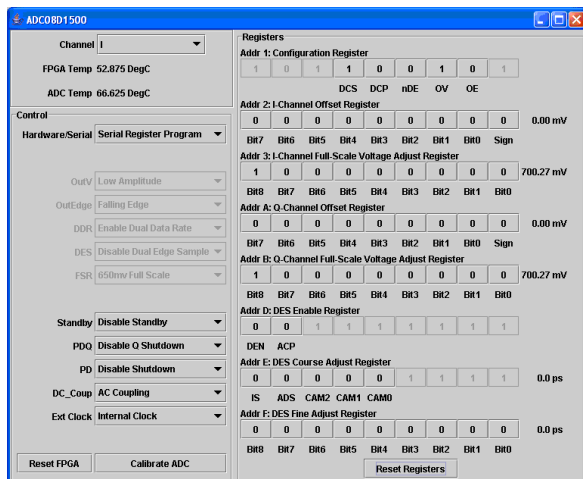 ADC08D1500
Channel I
FPGA Temp 52.875 DegC
ADC Temp 66.625 DegC
Control
Hardware/Serial Serial Register Program
OutV Low Amplitude
OutEdge Falling Edge
DDR Enable Dual Data Rate
DES Disable Dual Edge Sample
FSR 650mv Full Scale
Standby Disable Standby
PDQ Disable Q Shutdown
PD Disable Shutdown
DC_Coup AC Coupling
Ext Clock Internal Clock
Reset FPGA Calibrate ADC
Registers
Addr 1: Configuration Register
1 0 1 1 0 0 1 0 1
DCS DCP nDE OV OE
Addr 2: I-Channel Offset Register
0 0 0 0 0 0 0 0 0 0.00 mV
Bit7 Bit6 Bit5 Bit4 Bit3 Bit2 Bit1 Bit0 Sign
Addr 3: I-Channel Full-Scale Voltage Adjust Register
1 0 0 0 0 0 0 0 0 700.27 mV
Bit8 Bit7 Bit6 Bit5 Bit4 Bit3 Bit2 Bit1 Bit0
Addr A: Q-Channel Offset Register
0 0 0 0 0 0 0 0 0 0.00 mV
Bit7 Bit6 Bit5 Bit4 Bit3 Bit2 Bit1 Bit0 Sign
Addr B: Q-Channel Full-Scale Voltage Adjust Register
1 0 0 0 0 0 0 0 0 700.27 mV
Bit8 Bit7 Bit6 Bit5 Bit4 Bit3 Bit2 Bit1 Bit0
Addr D: DES Enable Register
0 0 1 1 1 1 1 1 1
DEN ACP
Addr E: DES Course Adjust Register
0 0 0 0 0 1 1 1 1 0.0 ps
IS ADS CAM2 CAM1 CAM0
Addr F: DES Fine Adjust Register
0 0 0 0 0 0 0 0 0 0.0 ps
Bit8 Bit7 Bit6 Bit5 Bit4 Bit3 Bit2 Bit1 Bit0
Reset Registers